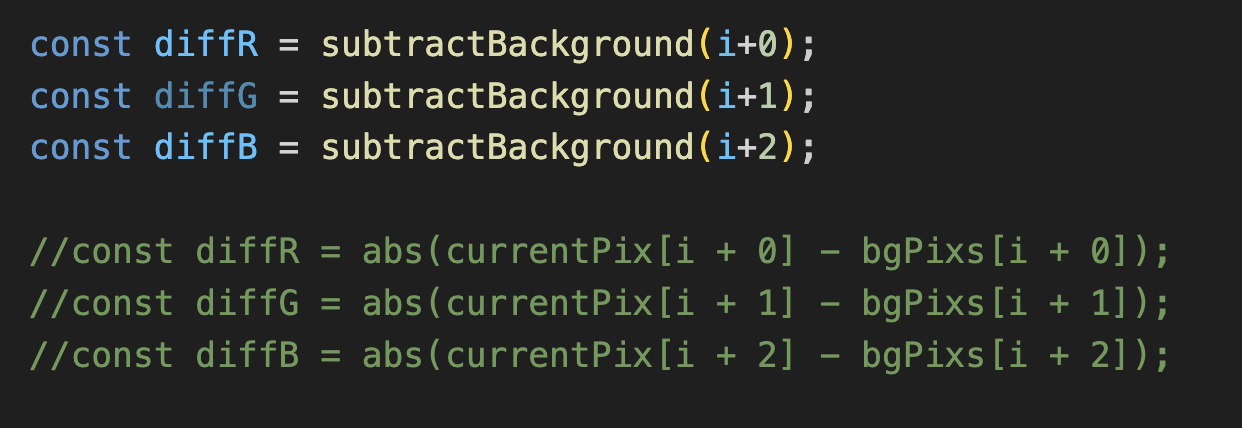 const diffR = subtractBackground(i+0);
const diffG = subtractBackground(i+1);
const diffB = subtractBackground(i+2);
//const diffR = abs(currentPix[i + 0] - bgPixs[i + 0]);
//const diffG = abs(currentPix[i + 1] - bgPixs[i + 1]);
//const diffB = abs(currentPix[i + 2] - bgPixs[i + 2]);